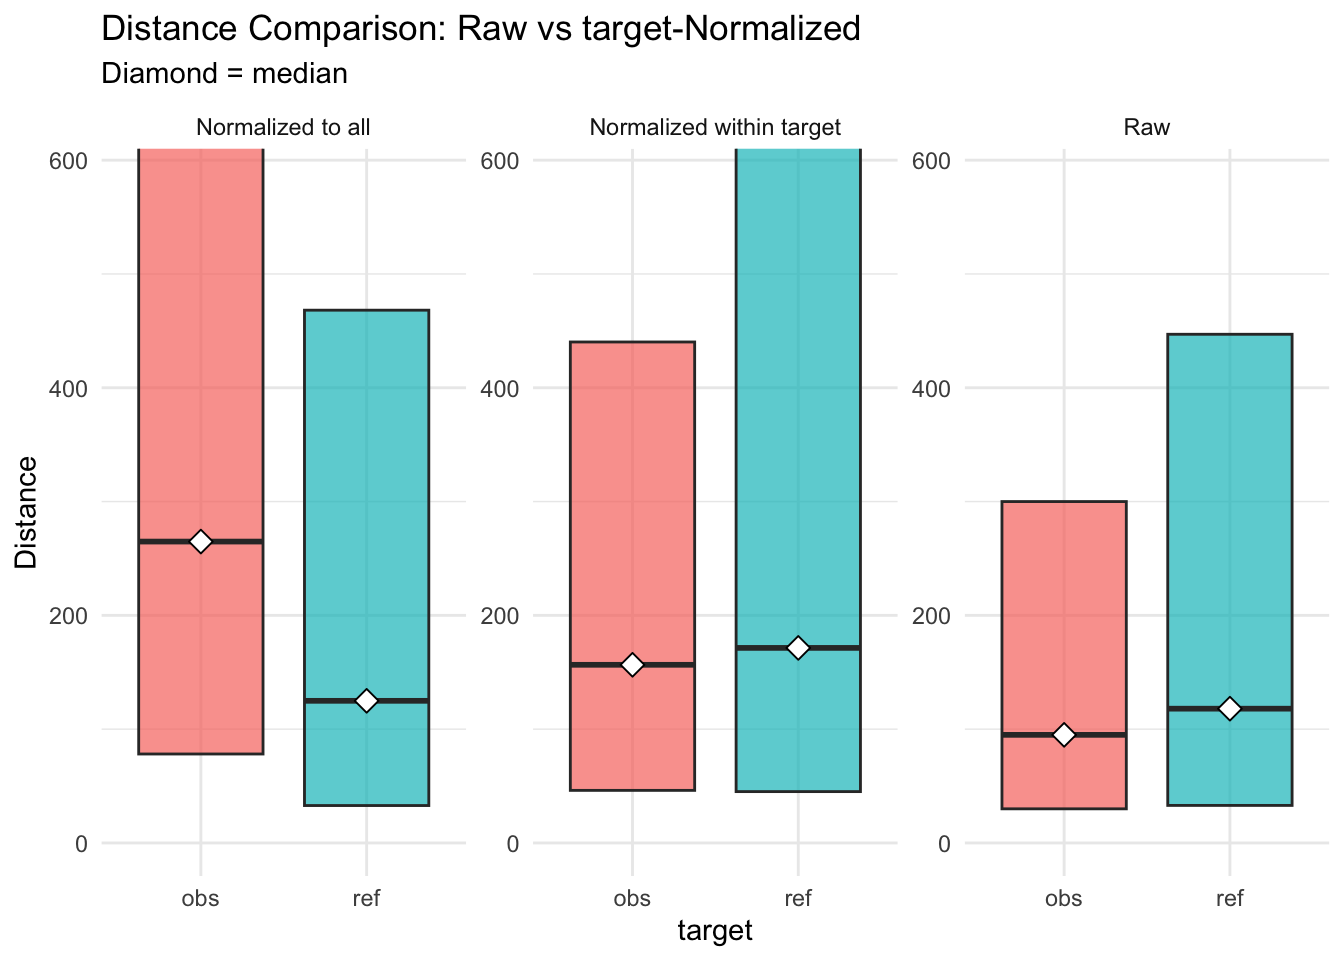 Distance Comparison: Raw vs target-Normalized
Diamond = median
Normalized to all
Normalized within target
Raw
600
400
200
0
600
400
200
0
600
400
200
0
Distance
obs
ref
obs
ref
obs
ref
target